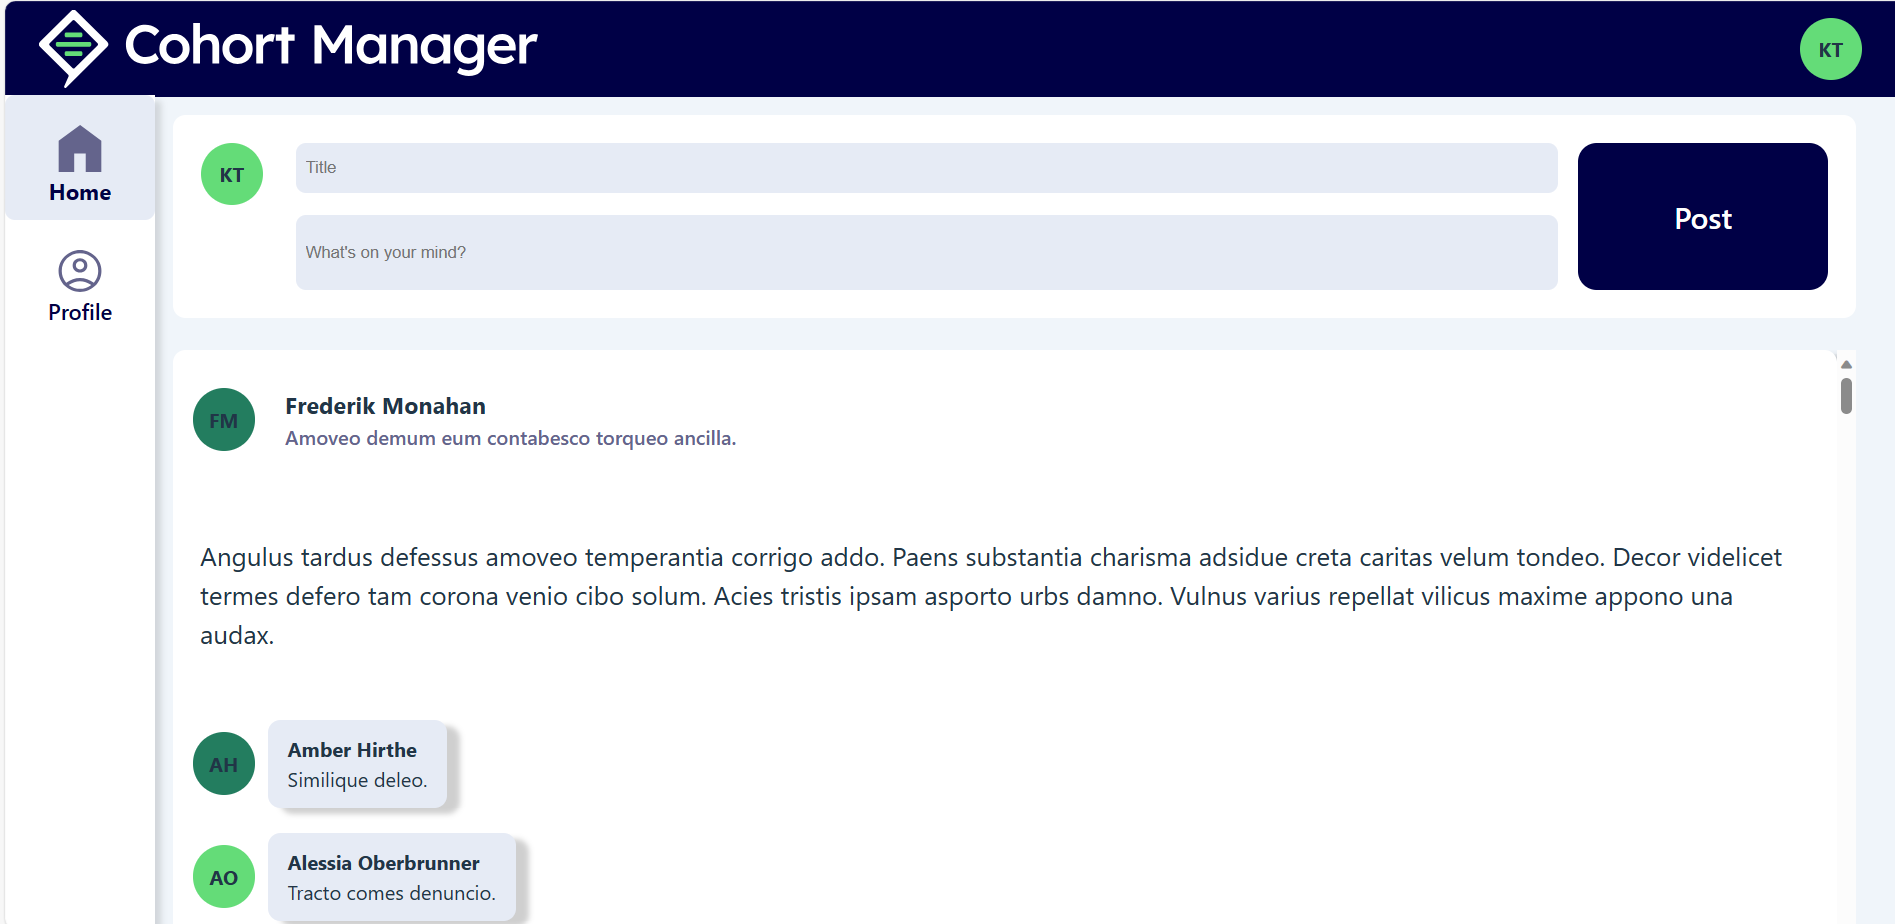 Cohort Manager
KT
Home
Profile
KT
Title
What's on your mind?
Post
FM
Frederik Monahan
Amoveo demum eum contabesco torqueo ancilla.
Angulus tardus defessus amoveo temperantia corrigo addo. Paens substantia charisma adsidue creta caritas velum tondeo. Decor videlicet
termes defero tam corona venio cibo solum. Acies tristis ipsam asporto urbs damno. Vulnus varius repellat vilicus maxime appono una
audax.
AH
Amber Hirthe
Similique deleo.
AO
Alessia Oberbrunner
Tracto comes denuncio.